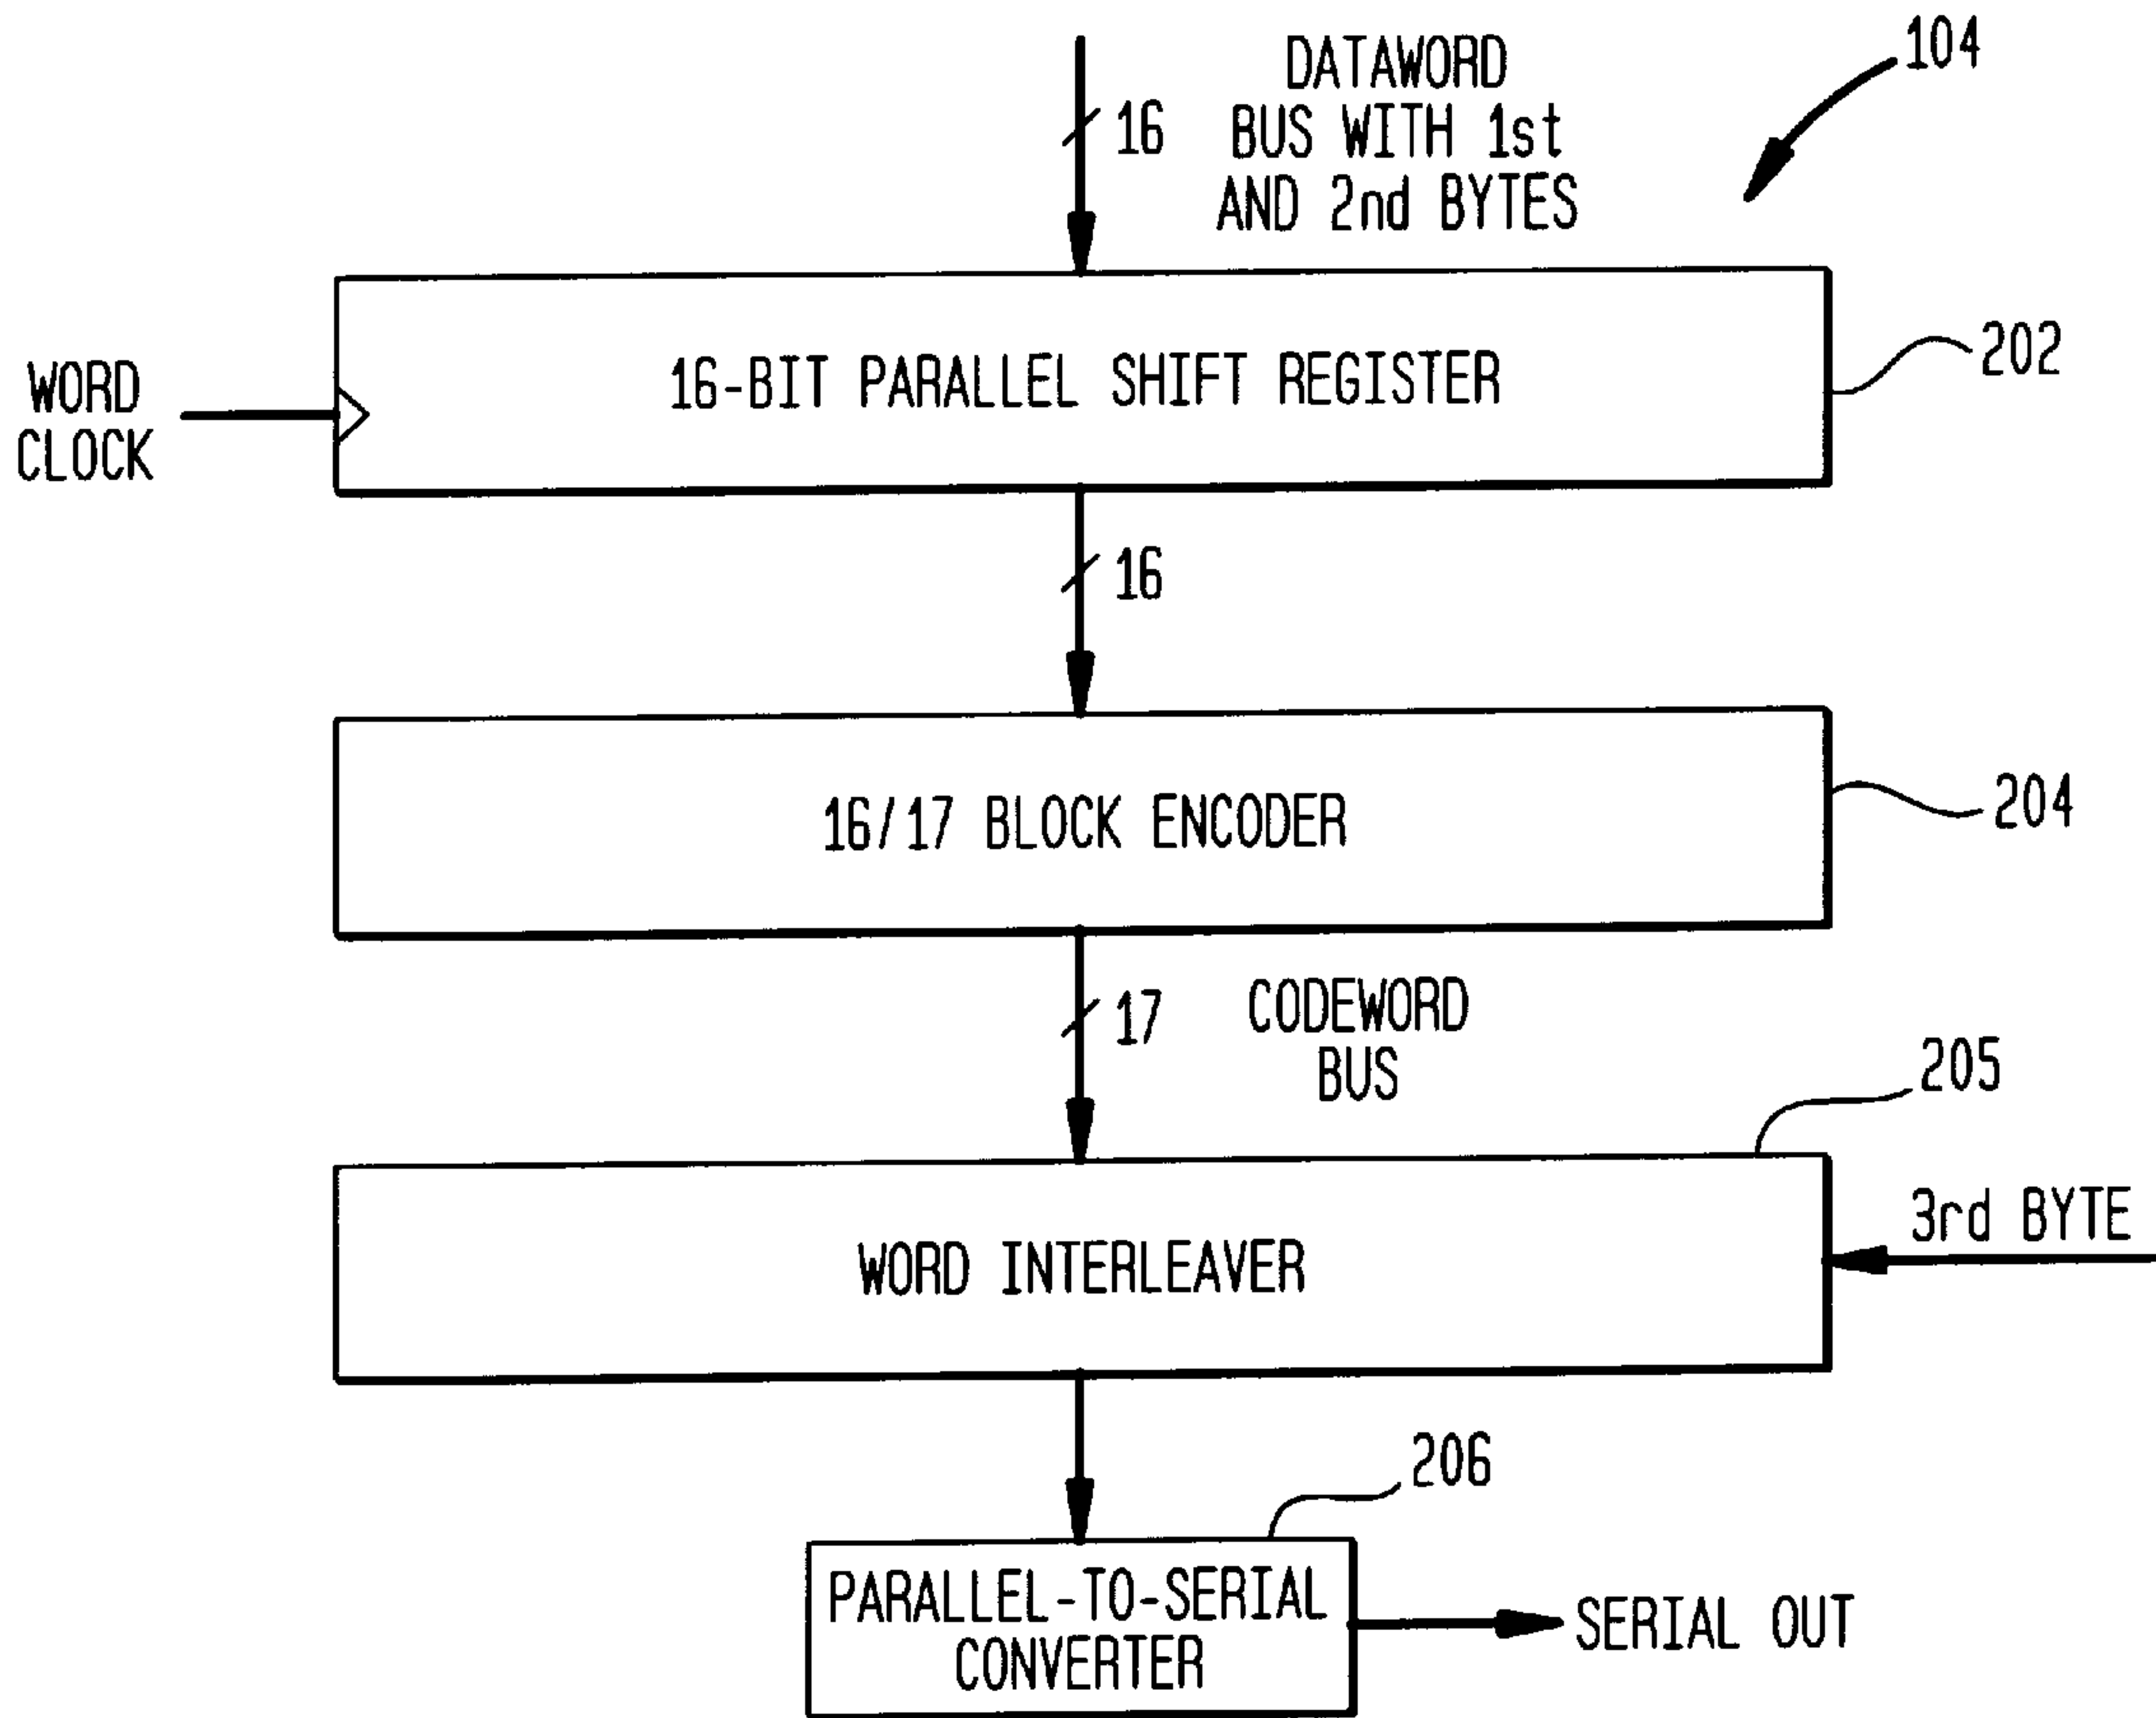 DATAWORD
BUS WITH 1st
AND 2nd BYTES
16
104
WORD
CLOCK
16-BIT PARALLEL SHIFT REGISTER
202
16
16/17 BLOCK ENCODER
204
17
CODEWORD
BUS
205
WORD INTERLEAVER
3rd BYTE
206
PARALLEL-TO-SERIAL
CONVERTER
SERIAL OUT